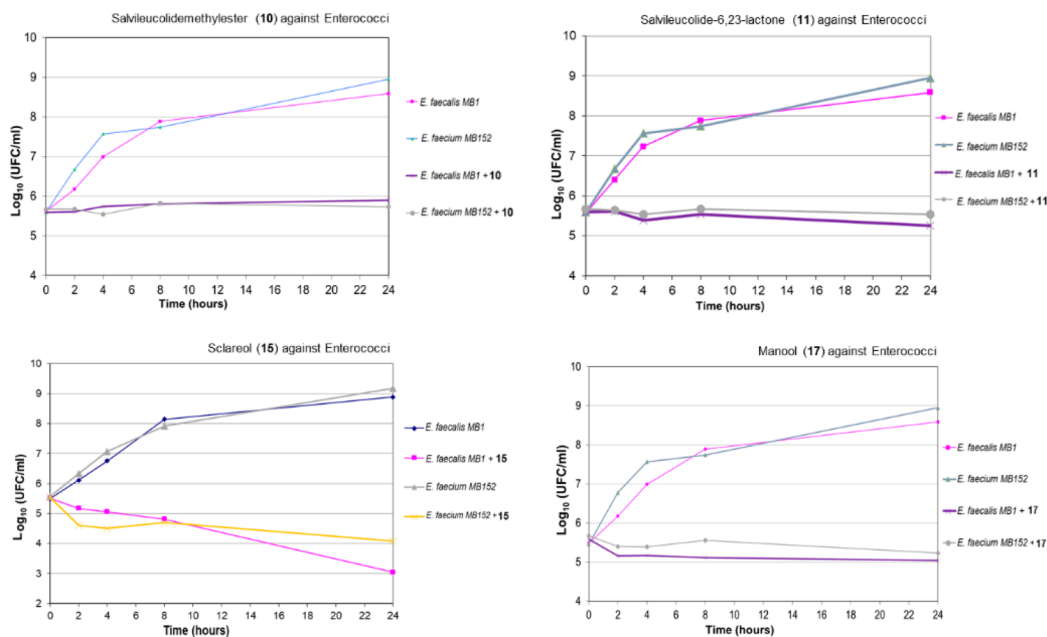 Salvileucolidemethylester (10) against Enterococci
10
9
8
7
6
5
4
Log10 (UFC/ml)
0 2 4 6 8 10 12 14 16 18 20 22 24
Time (hours)
E. faecalis MB1
E. faecium MB152
E. faecalis MB1 + 10
E. faecium MB152 + 10
Salvileucolide-6,23-lactone (11) against Enterococci
10
9
8
7
6
5
4
Log10 (UFC/ml)
0 2 4 6 8 10 12 14 16 18 20 22 24
Time (hours)
E. faecalis MB1
E. faecium MB152
E. faecalis MB1 + 11
E. faecium MB152 + 11
Sclareol (15) against Enterococci
10
9
8
7
6
5
4
3
2
Log10 (UFC/ml)
0 2 4 6 8 10 12 14 16 18 20 22 24
Time (hours)
E. faecalis MB1
E. faecalis MB1 + 15
E. faecium MB152
E. faecium MB152 + 15
Manool (17) against Enterococci
10
9
8
7
6
5
4
Log10 (UFC/ml)
0 2 4 6 8 10 12 14 16 18 20 22 24
Time (hours)
E. faecalis MB1
E. faecium MB152
E. faecalis MB1 + 17
E. faecium MB152 + 17